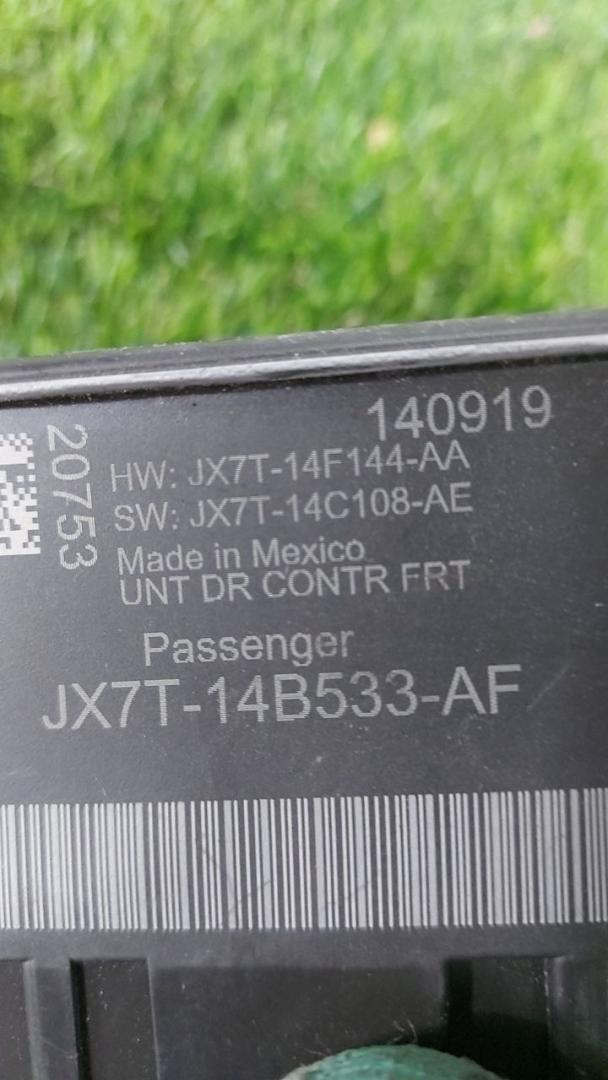 140919
20753
HW: JX7T-14F144-AA
SW: JX7T-14C108-AE
Made in Mexico
UNT DR CONTR FRT
Passenger
JX7T-14B533-AF